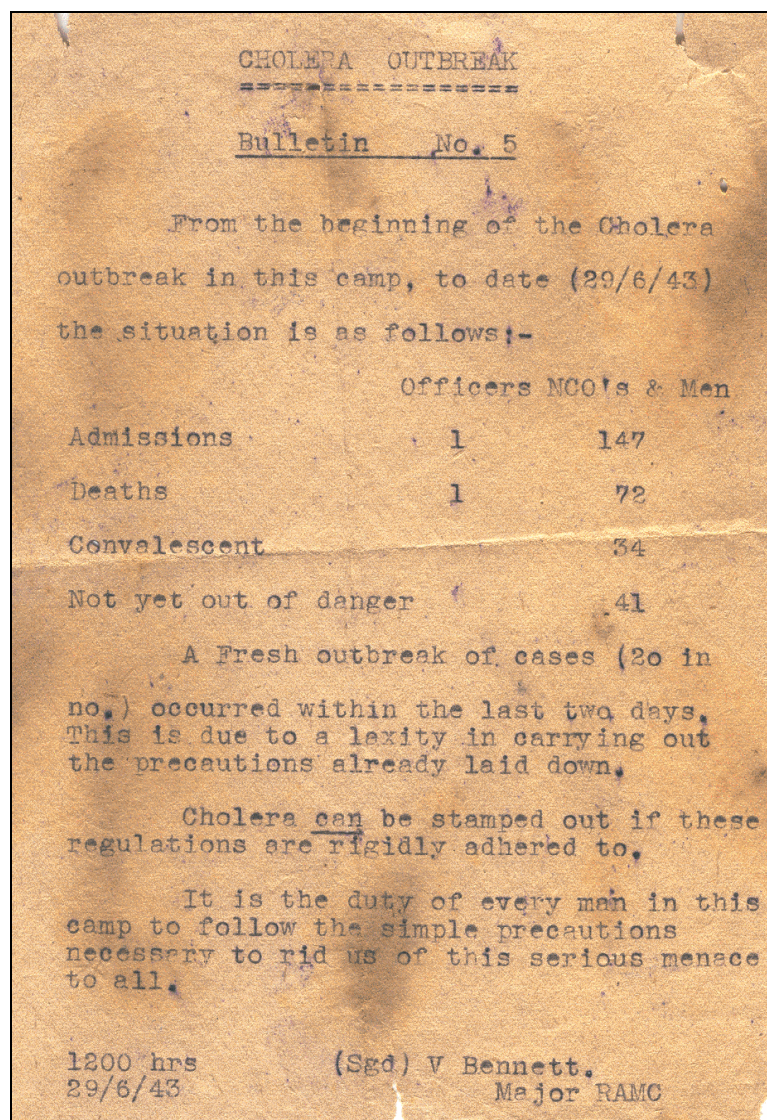 CHOLERA OUTBREAK
=================
Bulletin No. 5
From the beginning of the Cholera
outbreak in this camp, to date (29/6/43)
the situation is as follows:-
Officers NCO's & Men
Admissions 1 147
Deaths 1 72
Convalescent 34
Not yet out of danger 41
A Fresh outbreak of cases (2o in
no.) occurred within the last two days.
This is due to a laxity in carrying out
the precautions already laid down.
Cholera can be stamped out if these
regulations are rigidly adhered to.
It is the duty of every man in this
camp to follow the simple precautions
necessary to rid us of this serious menace
to all.
1200 hrs (Sgd) V Bennett.
29/6/43 Major RAMC